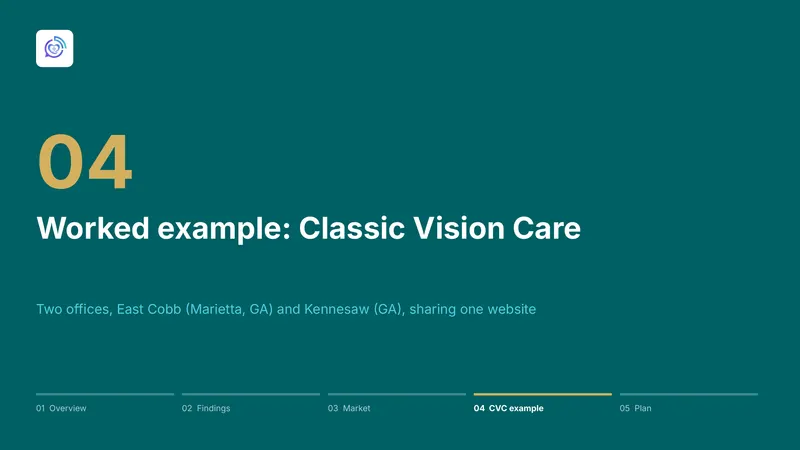 04
Worked example: Classic Vision Care
Two offices, East Cobb (Marietta, GA) and Kennesaw (GA), sharing one website
01 Overview
02 Findings
03 Market
04 CVC example
05 Plan